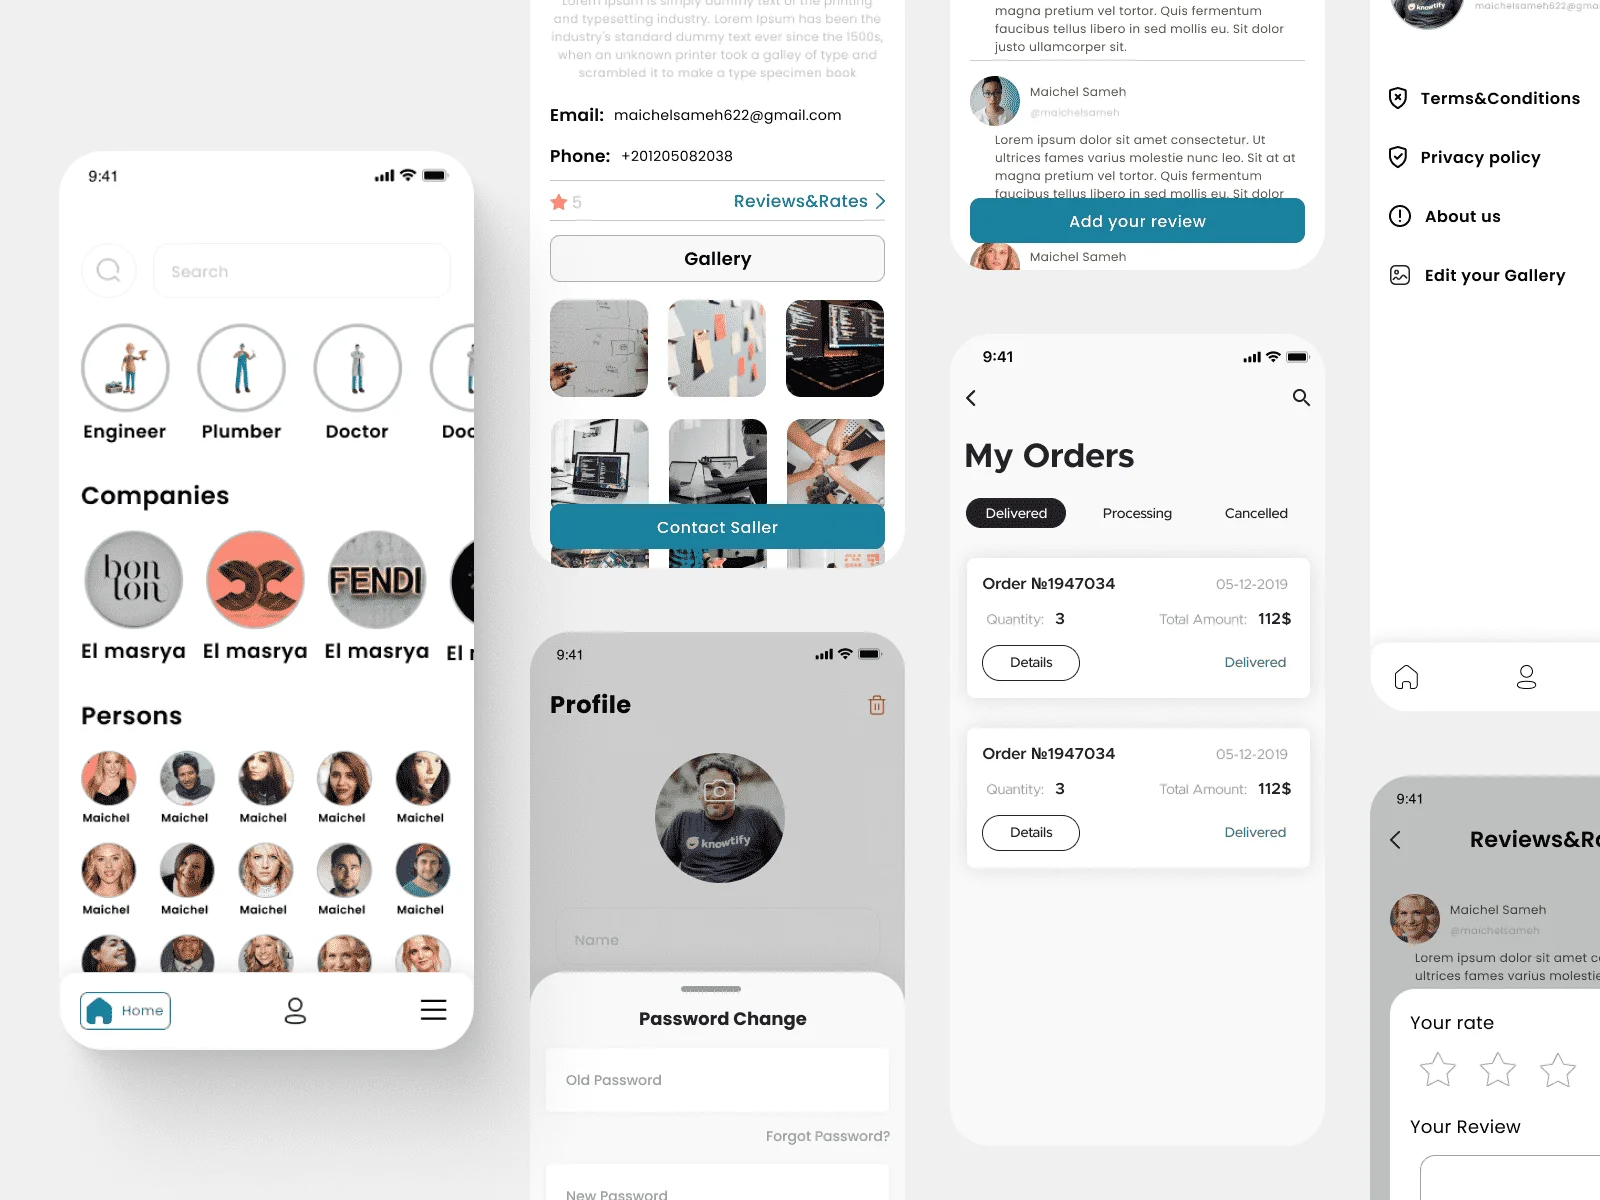 9:41
Search
Engineer
Plumber
Doctor
Doc
Companies
bon
ton
FENDI
El masrya
El masrya
El masrya
El
Persons
Maichel
Maichel
Maichel
Maichel
Maichel
Maichel
Maichel
Maichel
Maichel
Maichel
Home
Lorem Ipsum is simply dummy text of the printing
and typesetting industry. Lorem Ipsum has been the
industry's standard dummy text ever since the 1500s,
when an unknown printer took a galley of type and
scrambled it to make a type specimen book
Email: maichelsameh622@gmail.com
Phone: +201205082038
5
Reviews&Rates
Gallery
Contact Saller
9:41
Profile
knowtify
Name
Password Change
Old Password
Forgot Password?
New Password
magna pretium vel tortor. Quis fermentum
faucibus tellus libero in sed mollis eu. Sit dolor
justo ullamcorper sit.
Maichel Sameh
@maichelsameh
Lorem ipsum dolor sit amet consectetur. Ut
ultrices fames varius molestie nunc leo. Sit at at
magna pretium vel tortor. Quis fermentum
faucibus tellus libero in sed mollis eu. Sit dolor
Add your review
Maichel Sameh
9:41
My Orders
Delivered
Processing
Cancelled
Order №1947034
05-12-2019
Quantity: 3
Total Amount: 112$
Details
Delivered
Order №1947034
05-12-2019
Quantity: 3
Total Amount: 112$
Details
Delivered
knowtify
maichelsameh622@gma
Terms&Conditions
Privacy policy
About us
Edit your Gallery
9:41
Reviews&Ra
Maichel Sameh
@maichelsameh
Lorem ipsum dolor sit amet co
ultrices fames varius molestie
Your rate
Your Review